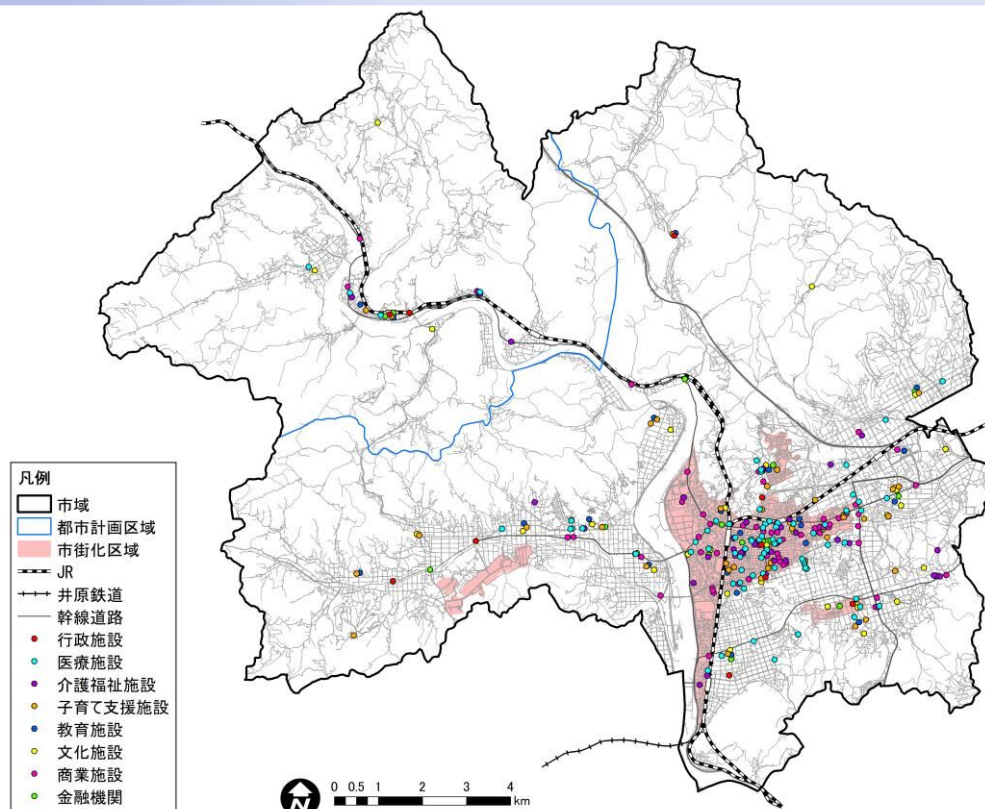 凡例
市域
都市計画区域
市街化区域
JR
井原鉄道
幹線道路
行政施設
医療施設
介護福祉施設
子育て支援施設
教育施設
文化施設
商業施設
金融機関
N
0 0.5 1 2 3 4
km